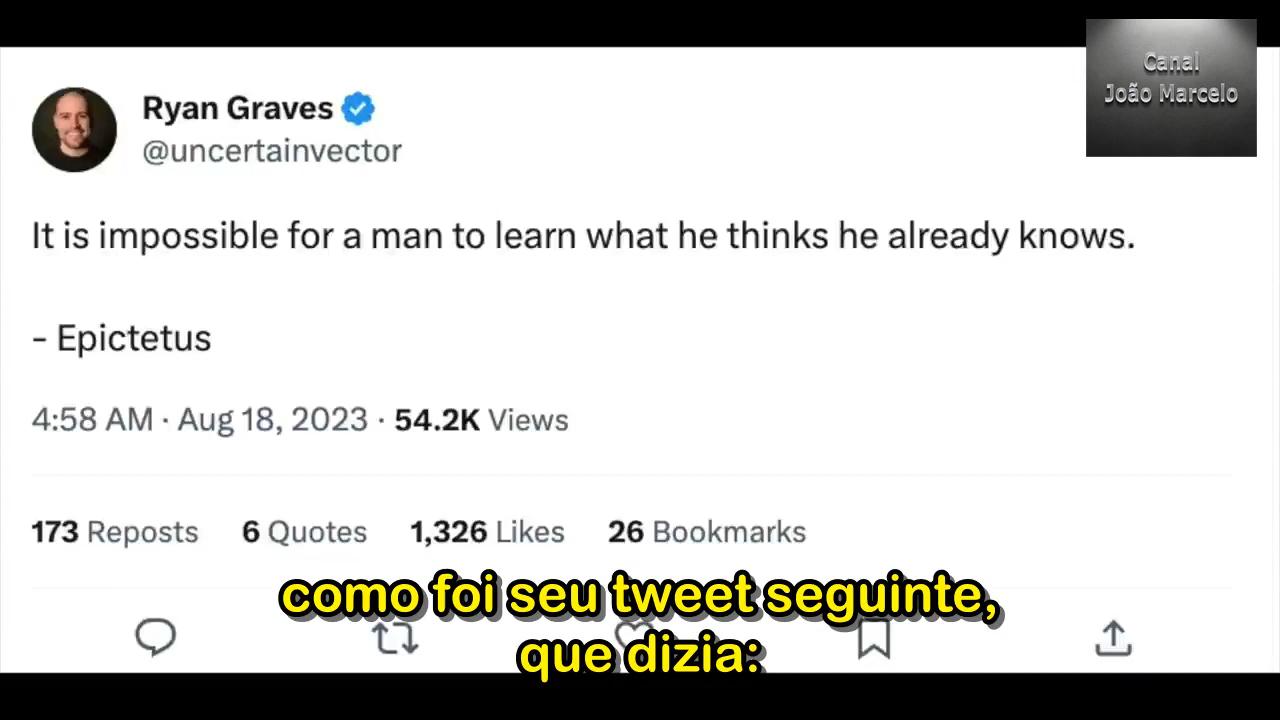 Canal
João Marcelo
Ryan Graves
@uncertainvector
It is impossible for a man to learn what he thinks he already knows.
- Epictetus
4:58 AM · Aug 18, 2023 · 54.2K Views
173 Reposts 6 Quotes 1,326 Likes 26 Bookmarks
como foi seu tweet seguinte,
que dizia: